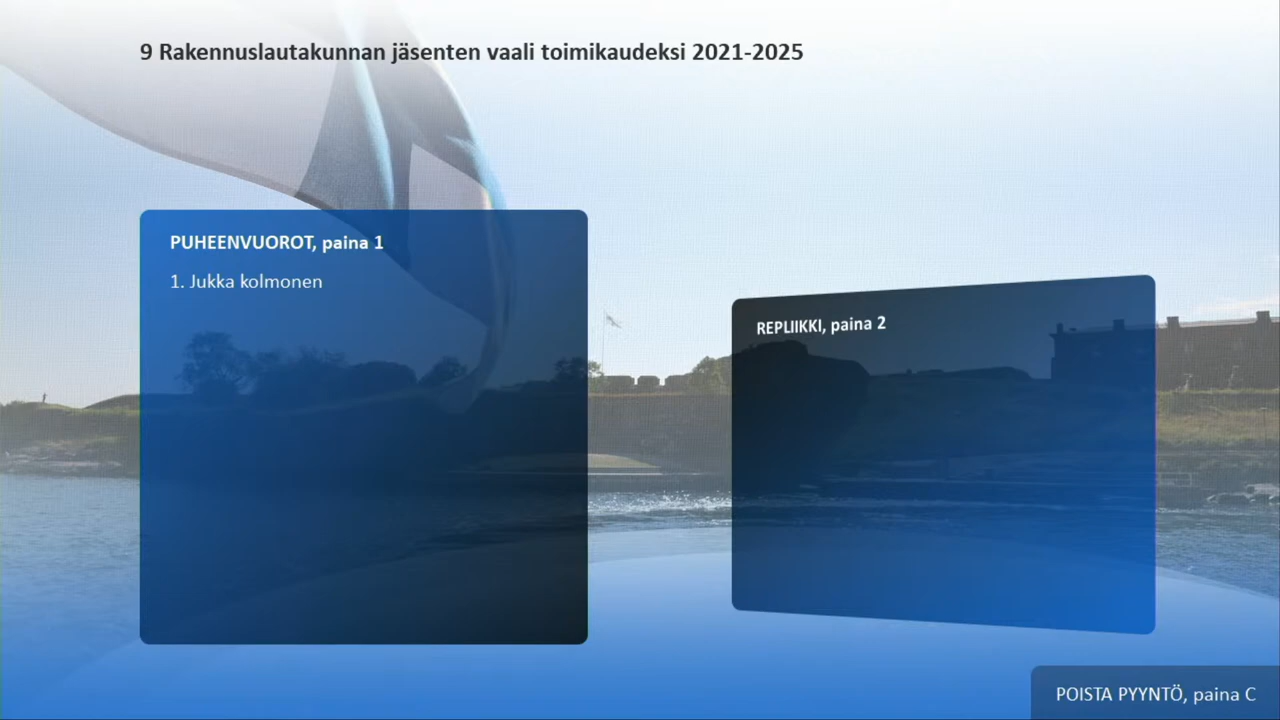 9 Rakennuslautakunnan jäsenten vaali toimikaudeksi 2021-2025
PUHEENVUOROT, paina 1
1. Jukka kolmonen
REPLIIKKI, paina 2
POISTA PYYNTÖ, paina C